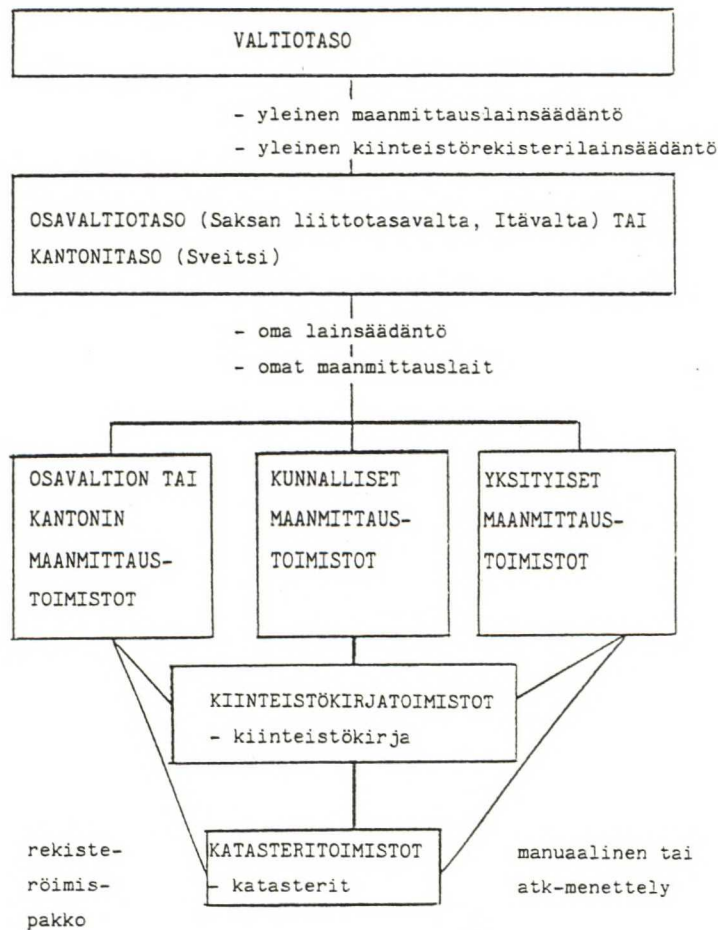 VALTIOTASO
- yleinen maanmittauslainsäädäntö
- yleinen kiinteistörekisterilainsäädäntö
OSAVALTIOTASO (Saksan liittotasavalta, Itävalta) TAI
KANTONITASO (Sveitsi)
- oma lainsäädäntö
- omat maanmittauslait
OSAVALTION TAI
KANTONIN
MAANMITTAUS-
TOIMISTOT
KUNNALLISET
MAANMITTAUS-
TOIMISTOT
YKSITYISET
MAANMITTAUS-
TOIMISTOT
KIINTEISTÖKIRJATOIMISTOT
- kiinteistökirja
KATASTERITOIMISTOT
- katasterit
rekiste-
röimis-
pakko
manuaalinen tai
atk-menettely